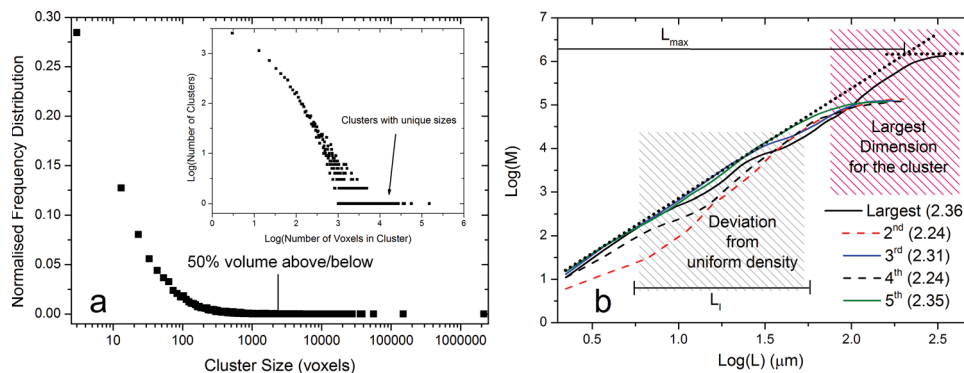 0.30
0.25
0.20
0.15
0.10
0.05
0.00
Normalised Frequency Distribution
10
100
1000
10000
100000
1000000
Cluster Size (voxels)
a
50% volume above/below
3
2
1
0
Log(Number of Clusters)
0
1
2
3
4
5
6
Log(Number of Voxels in Cluster)
Clusters with unique sizes
7
6
5
4
3
2
1
0
Log(M)
0.5
1.0
1.5
2.0
2.5
Log(L) (μm)
b
Lmax
Largest
Dimension
for the cluster
Deviation
from
uniform density
Ll
Largest (2.36)
2nd (2.24)
3rd (2.31)
4th (2.24)
5th (2.35)